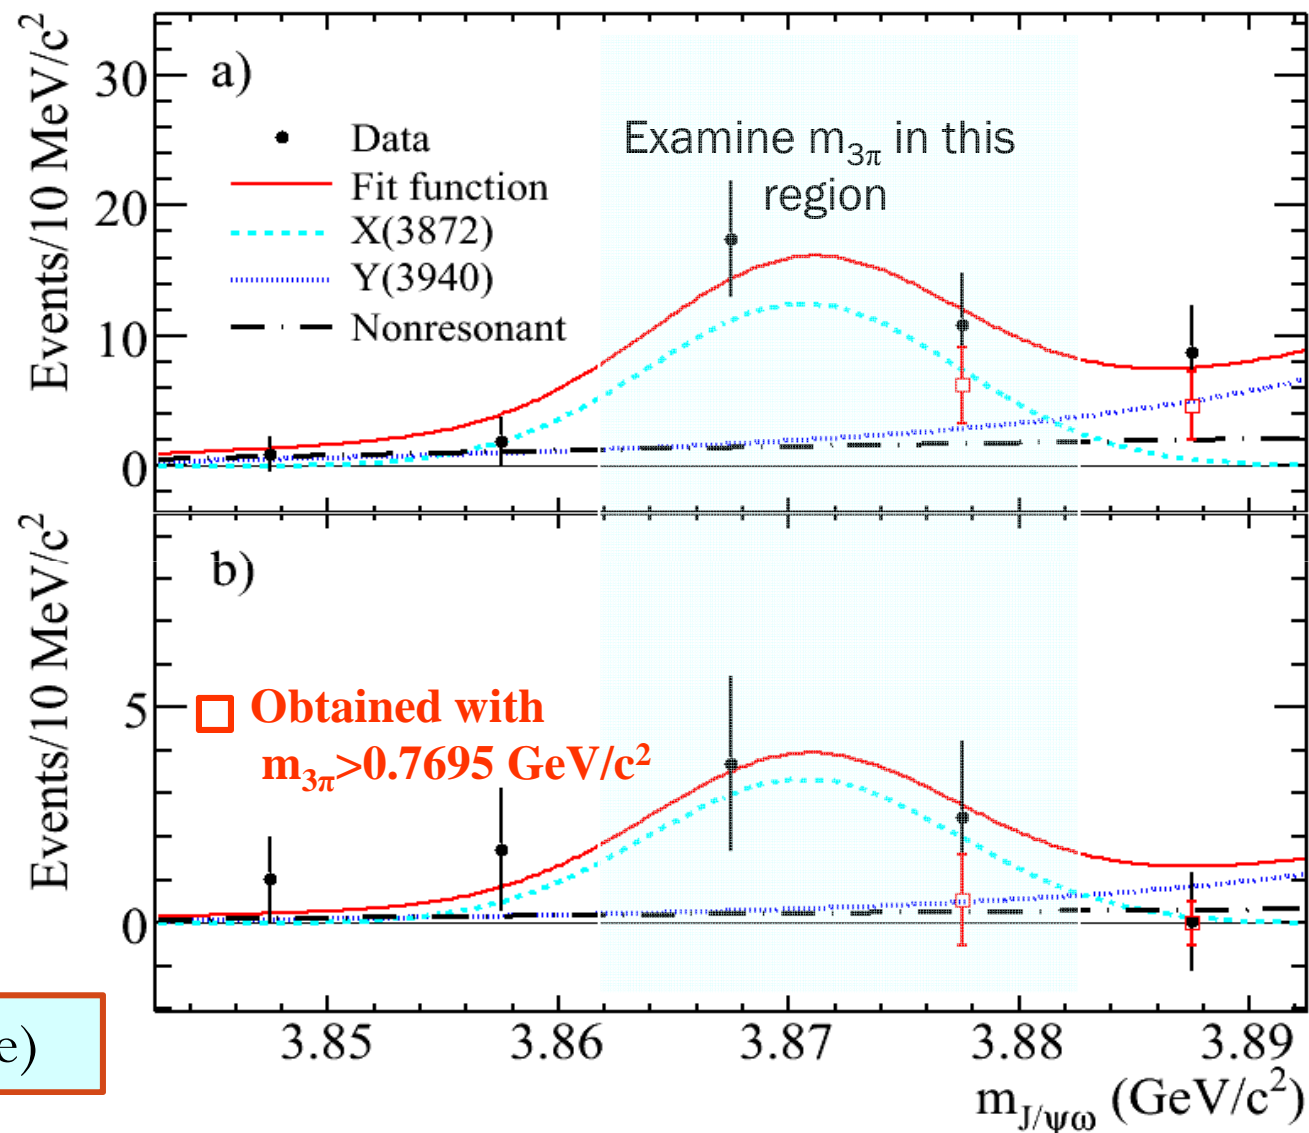 Events/10 MeV/c²
30
20
10
0
a)
Data
Fit function
X(3872)
Y(3940)
Nonresonant
Examine m3π in this
region
Events/10 MeV/c²
5
0
b)
Obtained with
m3π>0.7695 GeV/c²
e)
3.85 3.86 3.87 3.88 3.89
mJ/ψω (GeV/c²)